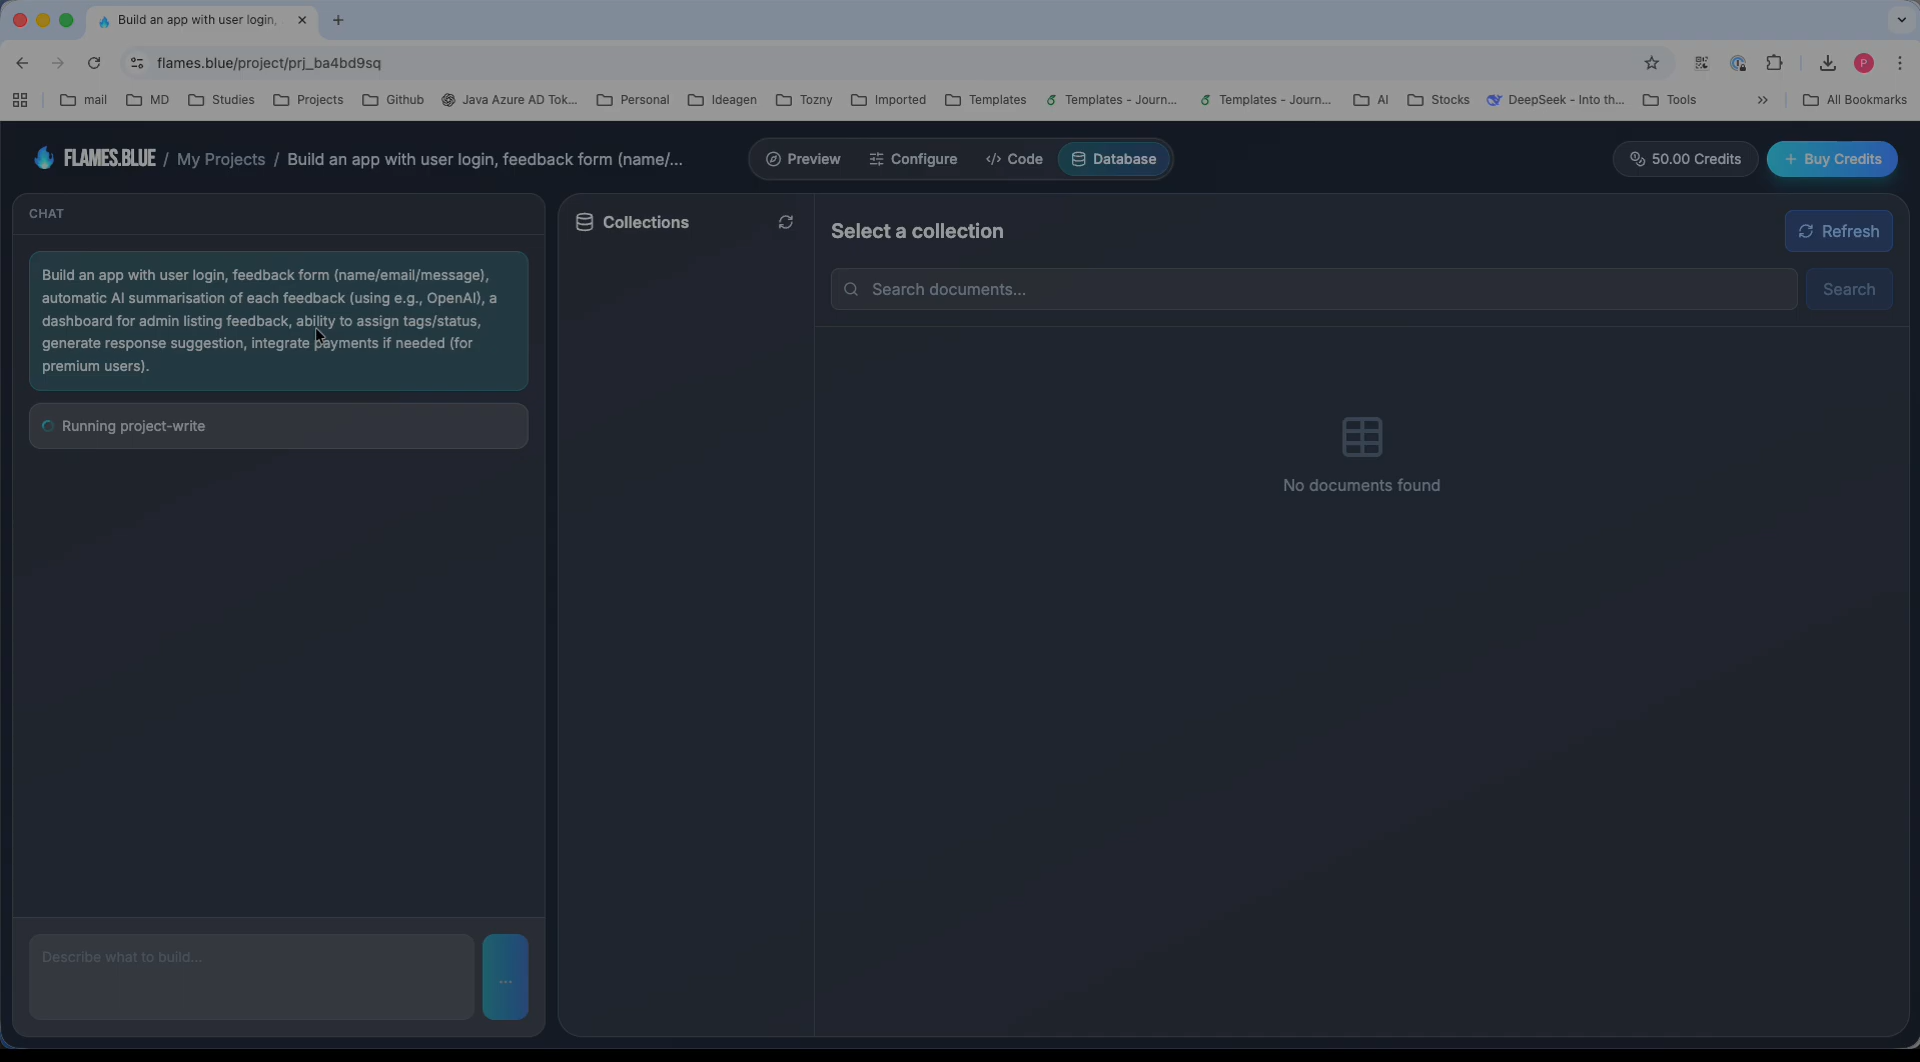 Build an app with user login,
flames.blue/project/prj_ba4bd9sq
P
mail MD Studies Projects Github Java Azure AD Tok... Personal Ideagen Tozny Imported Templates Templates - Journ... Templates - Journ... AI Stocks DeepSeek - Into th... Tools » All Bookmarks
FLAMES.BLUE / My Projects / Build an app with user login, feedback form (name/...
Preview Configure </> Code Database
50.00 Credits + Buy Credits
CHAT
Build an app with user login, feedback form (name/email/message),
automatic AI summarisation of each feedback (using e.g., OpenAI), a
dashboard for admin listing feedback, ability to assign tags/status,
generate response suggestion, integrate payments if needed (for
premium users).
Running project-write
Describe what to build...
...
Collections
Select a collection
Refresh
Search documents...
Search
No documents found